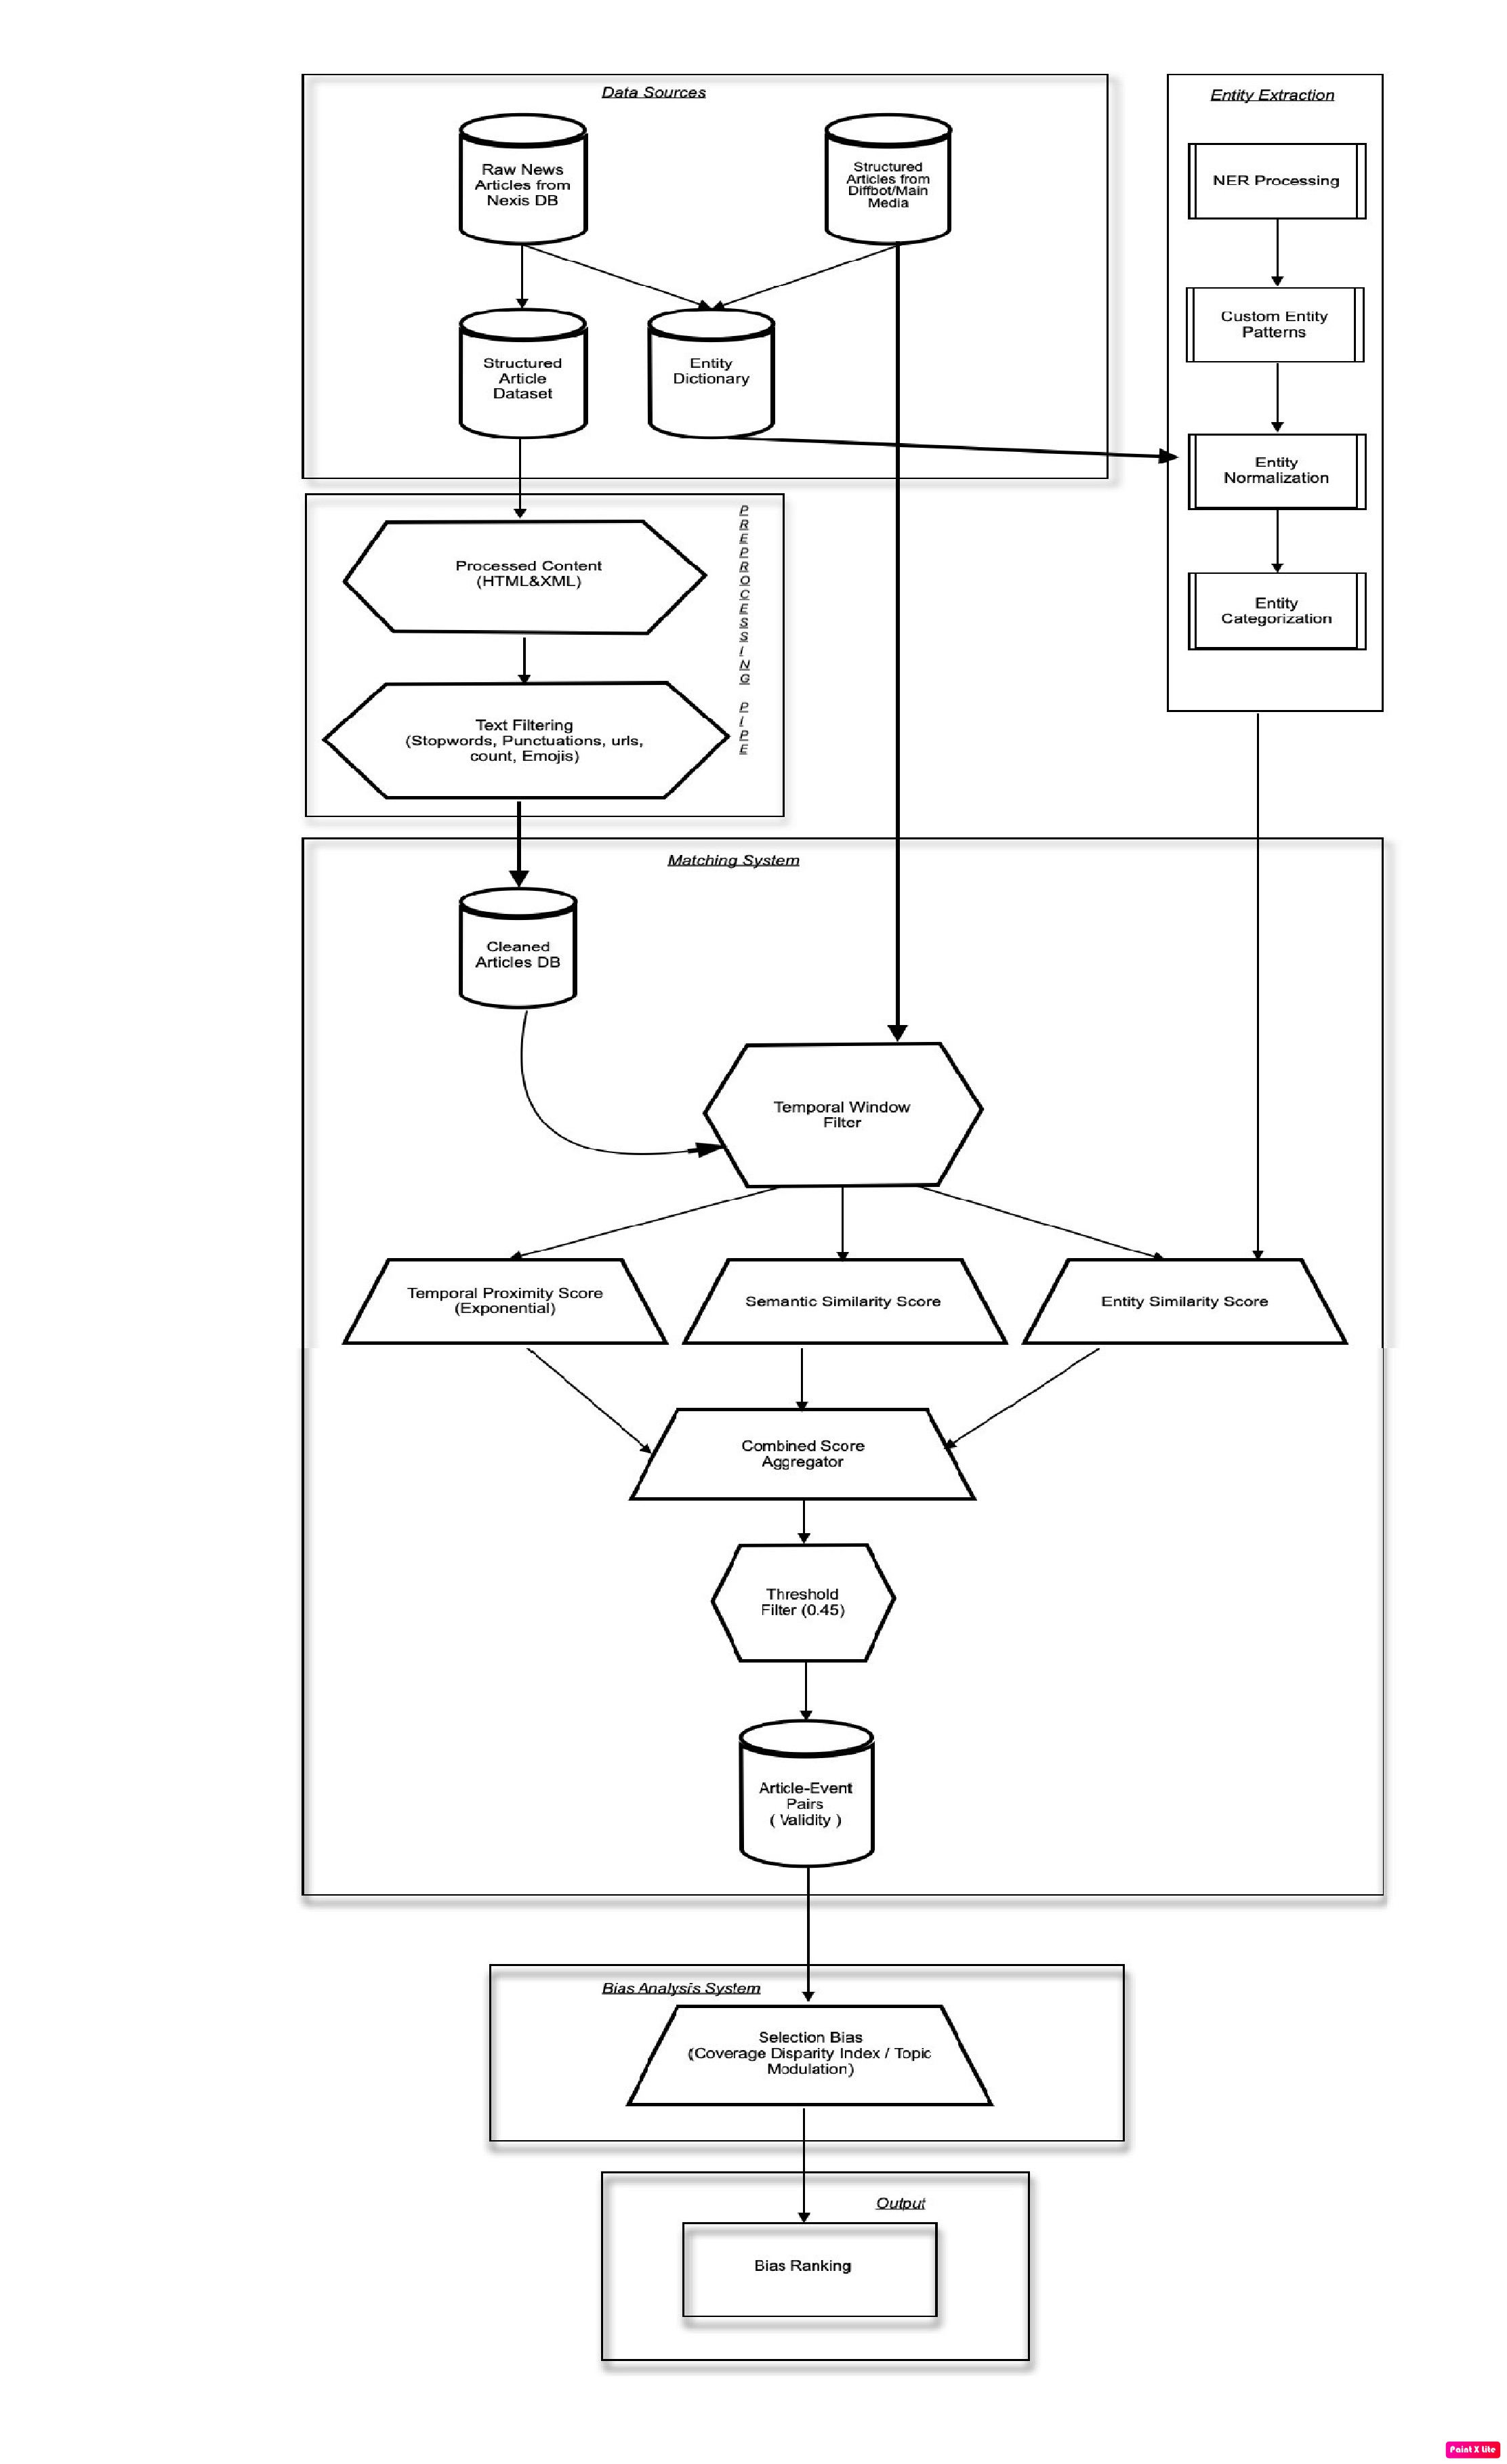 Data Sources
Entity Extraction
Raw News
Articles from
Nexis DB
Structured
Articles from
Diffbot/Main
Media
NER Processing
Custom Entity
Patterns
Structured
Article
Dataset
Entity
Dictionary
Entity
Normalization
Entity
Categorization
PREPROCESSING PIPE
Processed Content
(HTML&XML)
Text Filtering
(Stopwords, Punctuations, urls,
count, Emojis)
Matching System
Cleaned
Articles DB
Temporal Window
Filter
Temporal Proximity Score
(Exponential)
Semantic Similarity Score
Entity Similarity Score
Combined Score
Aggregator
Threshold
Filter (0.45)
Article-Event
Pairs
( Validity )
Bias Analysis System
Selection Bias
(Coverage Disparity Index / Topic
Modulation)
Output
Bias Ranking
Paint X lite